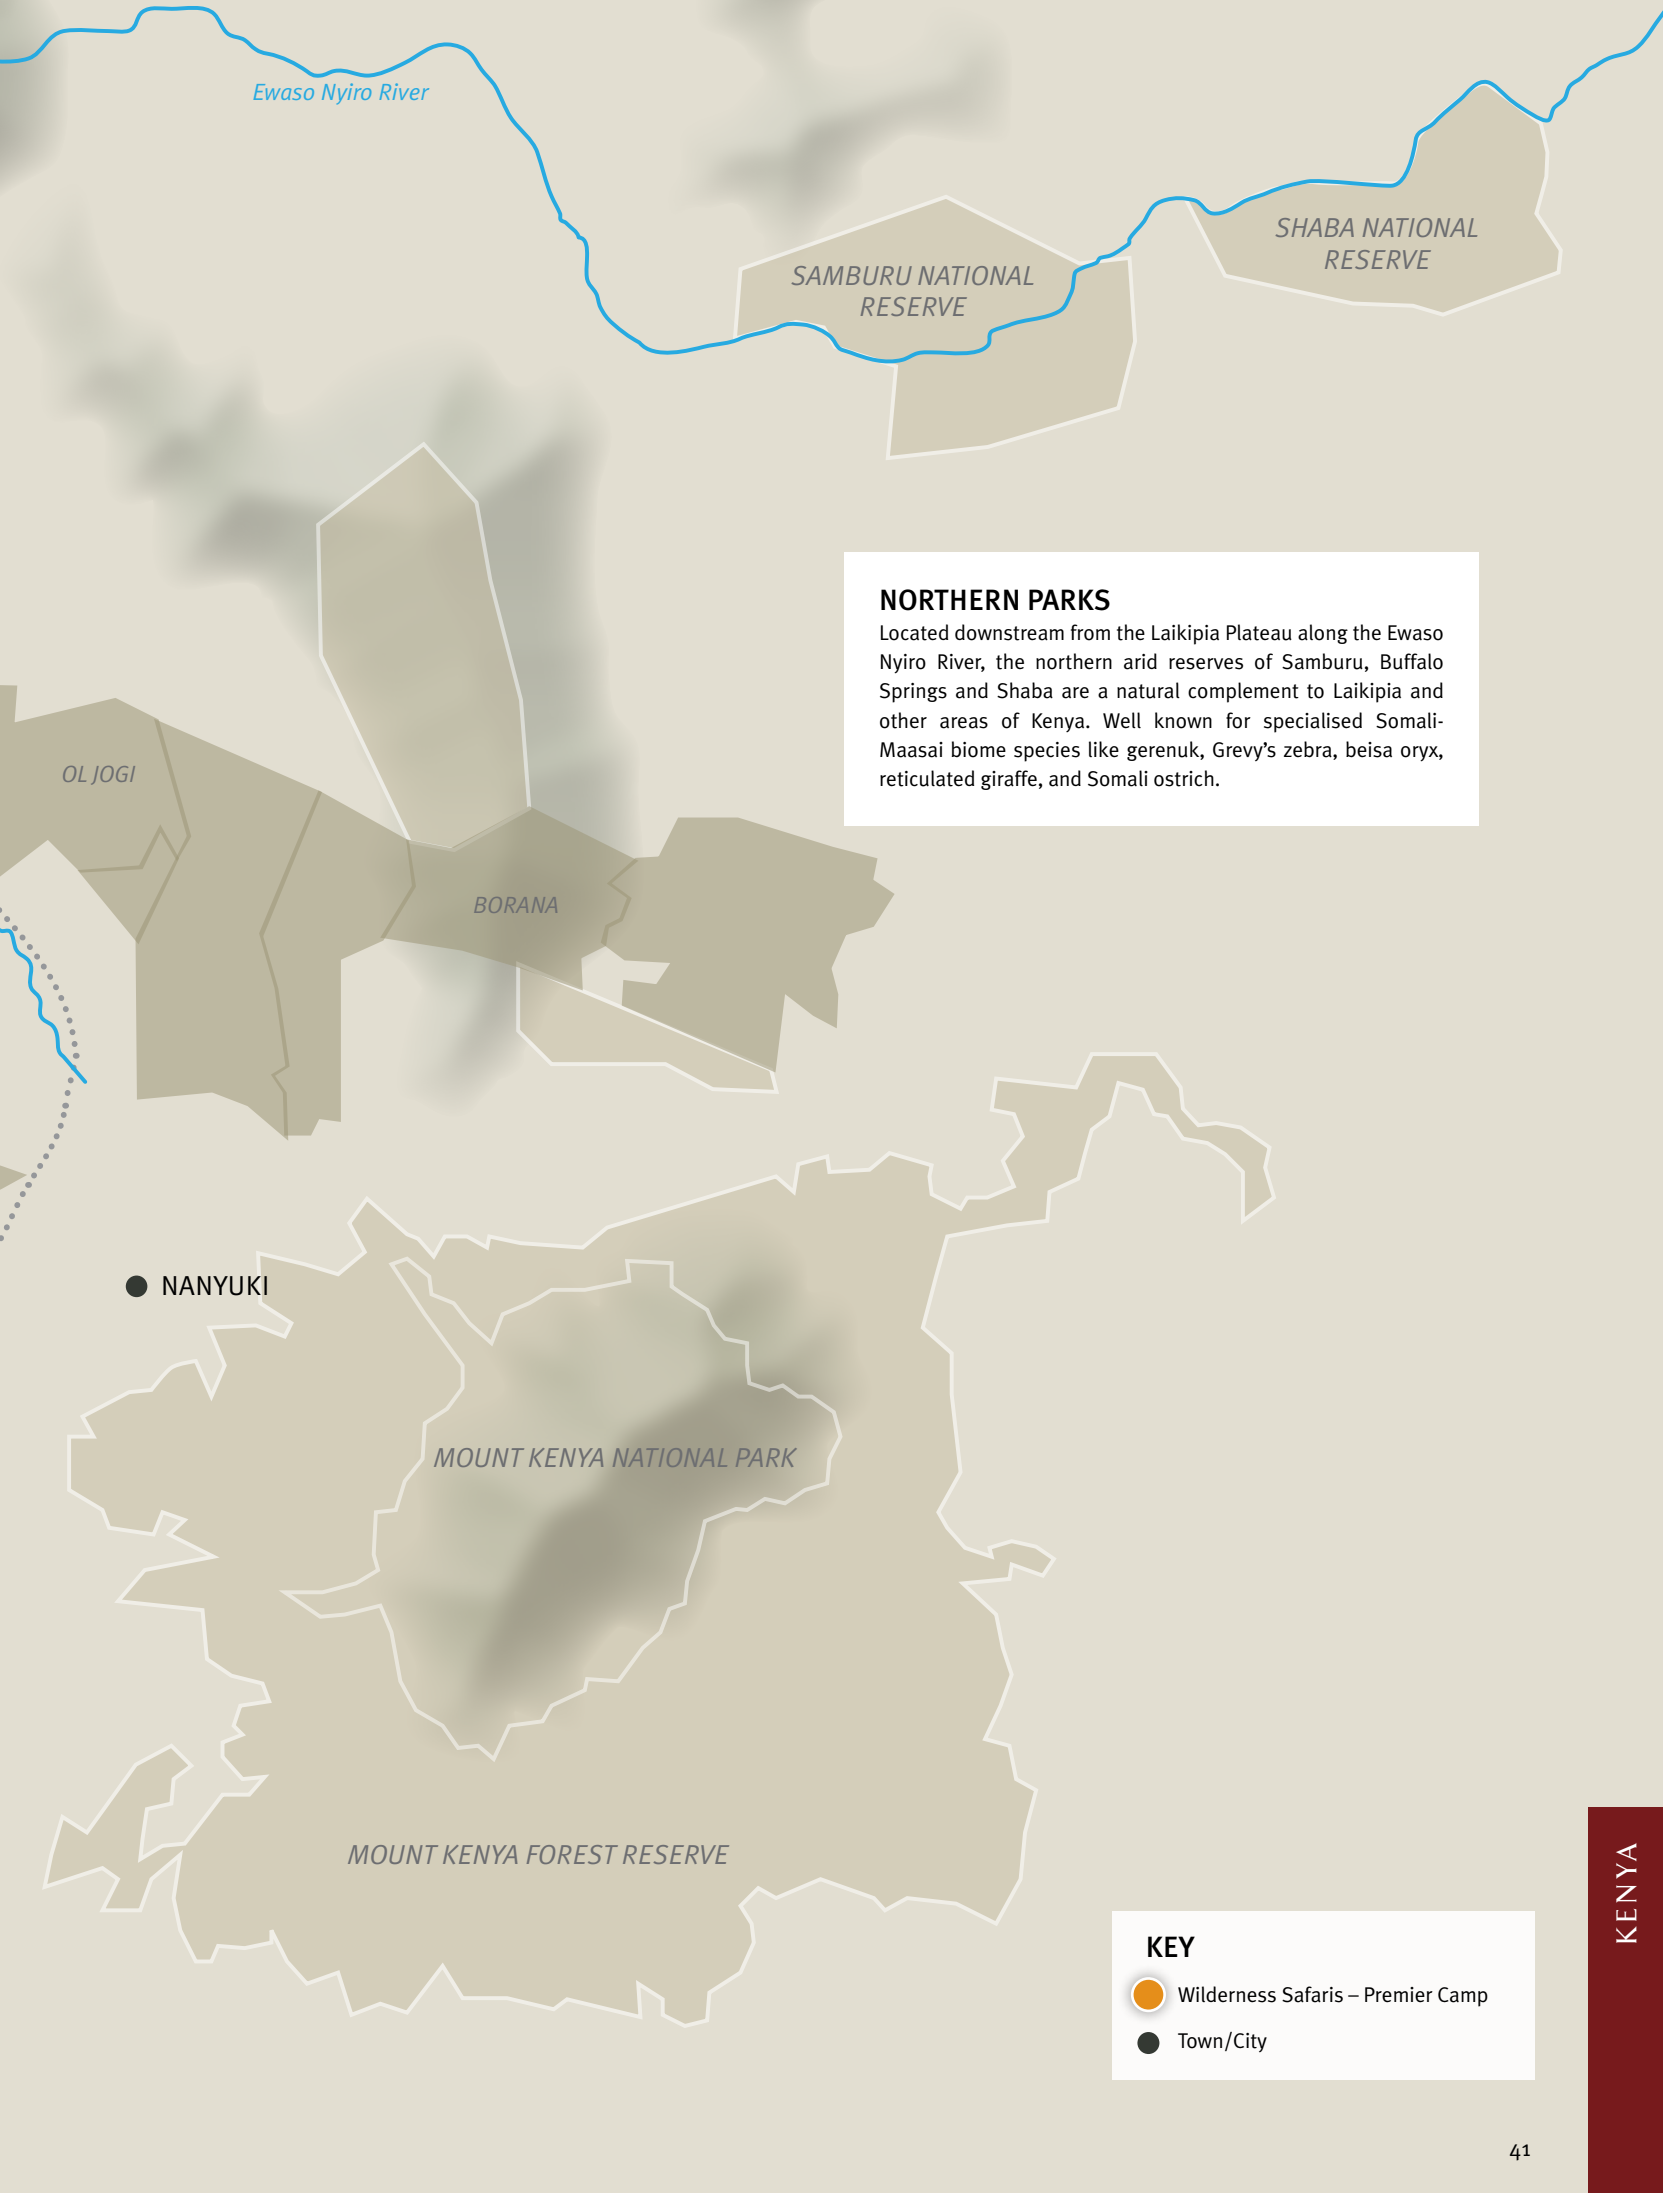 Ewaso Nyiro River
SHABA NATIONAL
RESERVE
SAMBURU NATIONAL
RESERVE
NORTHERN PARKS
Located downstream from the Laikipia Plateau along the Ewaso
Nyiro River, the northern arid reserves of Samburu, Buffalo
Springs and Shaba are a natural complement to Laikipia and
other areas of Kenya. Well known for specialised Somali-
Maasai biome species like gerenuk, Grevy’s zebra, beisa oryx,
reticulated giraffe, and Somali ostrich.
OL JOGI
BORANA
NANYUKI
MOUNT KENYA NATIONAL PARK
MOUNT KENYA FOREST RESERVE
KENYA
KEY
Wilderness Safaris – Premier Camp
Town/City
41